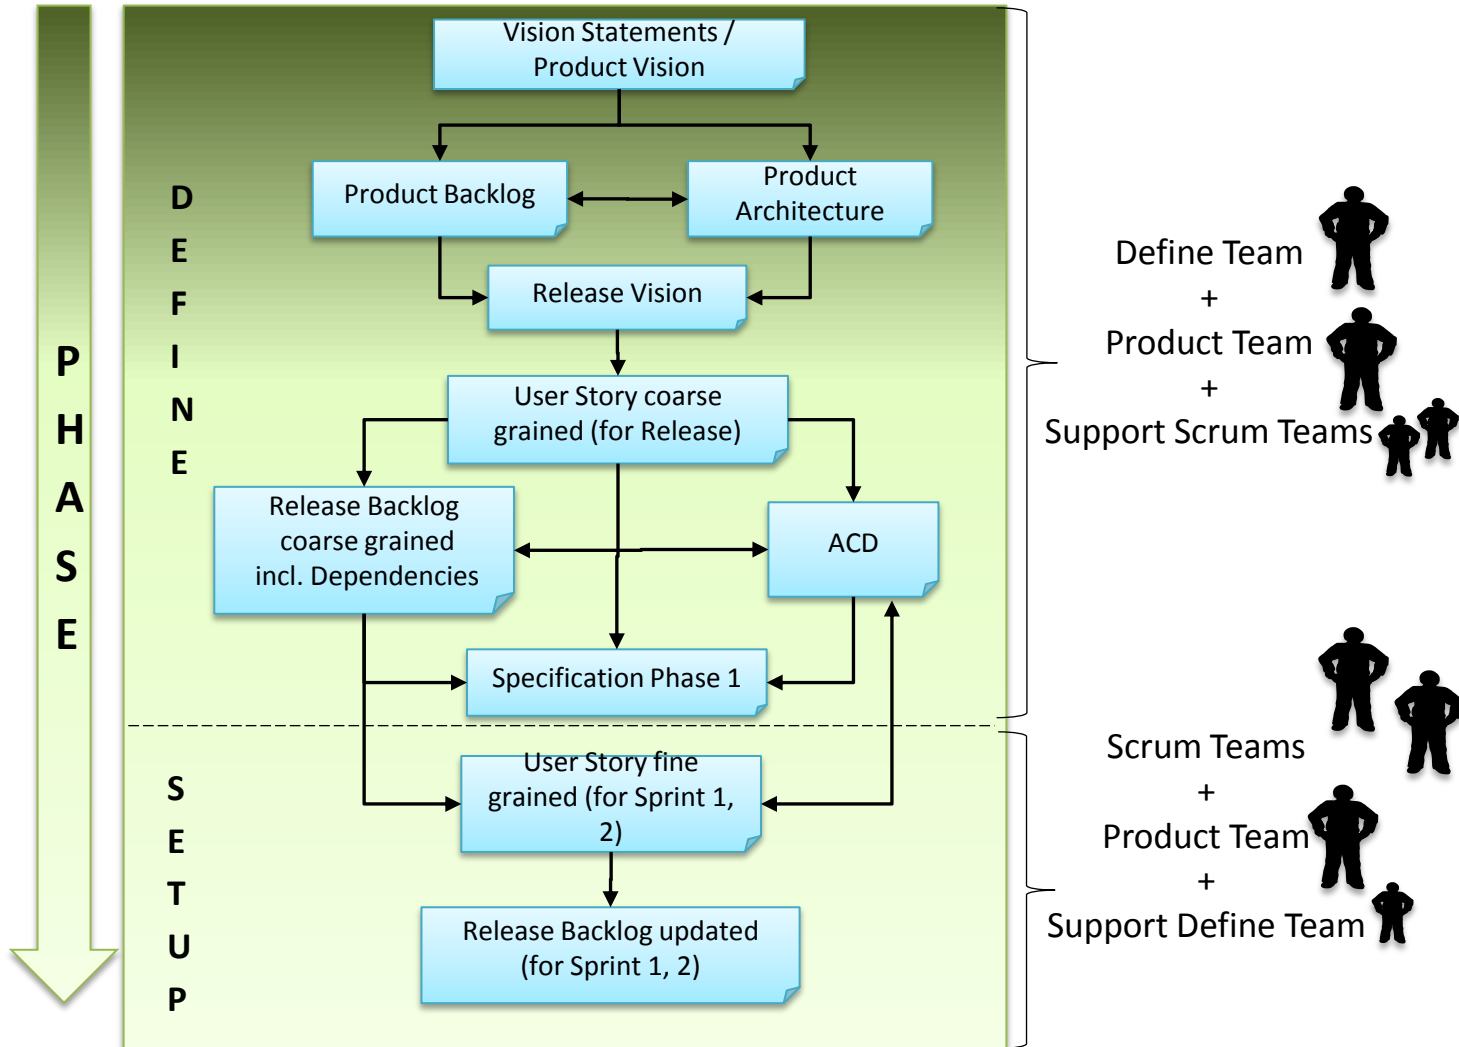 Vision Statements /
Product Vision
Product Backlog
Product
Architecture
Release Vision
User Story coarse
grained (for Release)
Release Backlog
coarse grained
incl. Dependencies
ACD
Specification Phase 1
User Story fine
grained (for Sprint 1,
2)
Release Backlog updated
(for Sprint 1, 2)
P
H
A
S
E
D
E
F
I
N
E
S
E
T
U
P
Define Team
+
Product Team
+
Support Scrum Teams
Scrum Teams
+
Product Team
+
Support Define Team